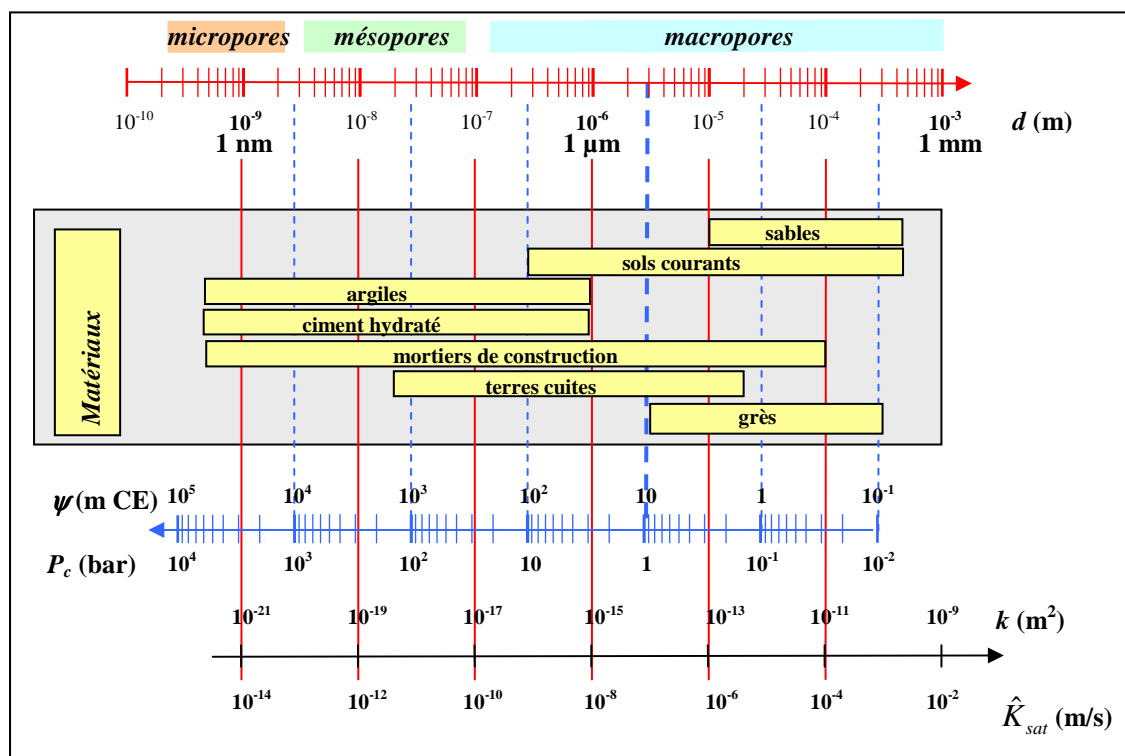 micropores mésopores macropores
10⁻¹⁰ 10⁻⁹ 10⁻⁸ 10⁻⁷ 10⁻⁶ 10⁻⁵ 10⁻⁴ 10⁻³ d (m)
1 nm 1 µm 1 mm
Matériaux
sables
sols courants
argiles
ciment hydraté
mortiers de construction
terres cuites
grès
ψ (m CE) 10⁵ 10⁴ 10³ 10² 10 1 10⁻¹
P_c (bar) 10⁴ 10³ 10² 10 1 10⁻¹ 10⁻²
10⁻²¹ 10⁻¹⁹ 10⁻¹⁷ 10⁻¹⁵ 10⁻¹³ 10⁻¹¹ 10⁻⁹ k (m²)
10⁻¹⁴ 10⁻¹² 10⁻¹⁰ 10⁻⁸ 10⁻⁶ 10⁻⁴ 10⁻² K̂_sat (m/s)